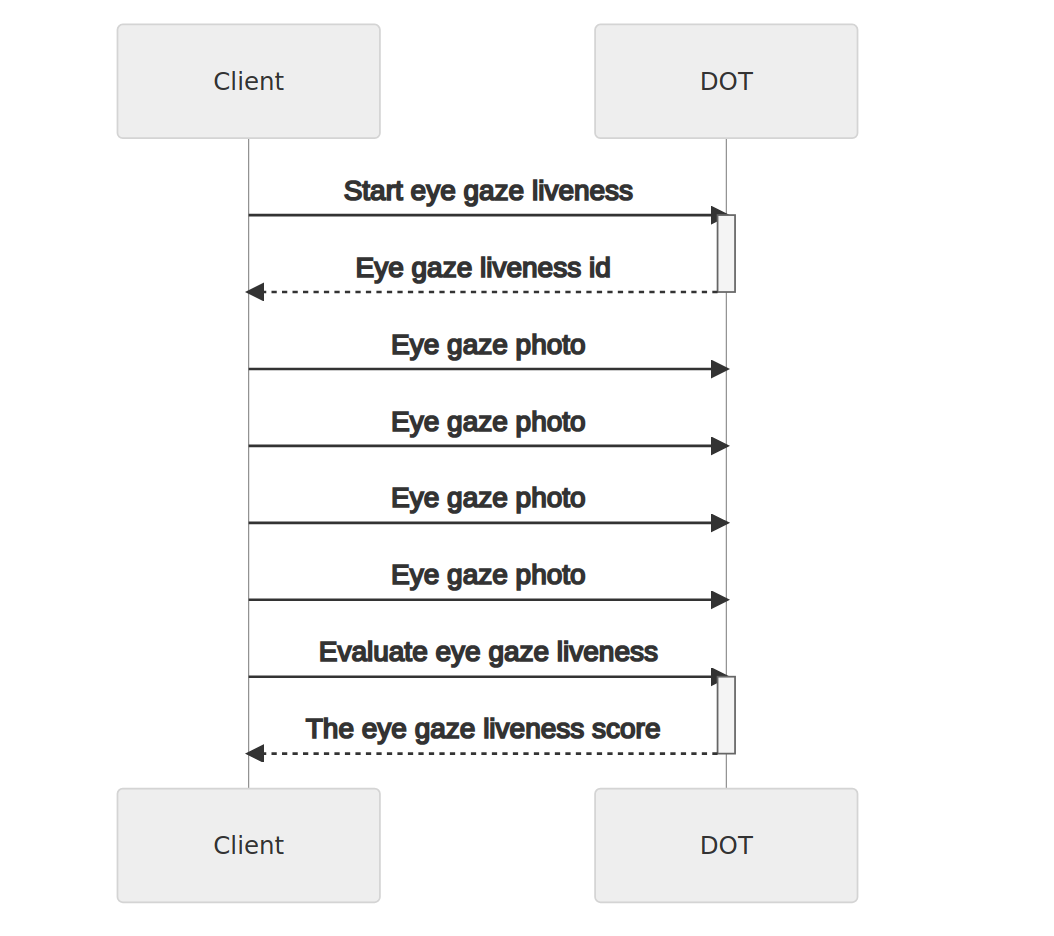 Client
DOT
Start eye gaze liveness
Eye gaze liveness id
Eye gaze photo
Eye gaze photo
Eye gaze photo
Eye gaze photo
Evaluate eye gaze liveness
The eye gaze liveness score
Client
DOT